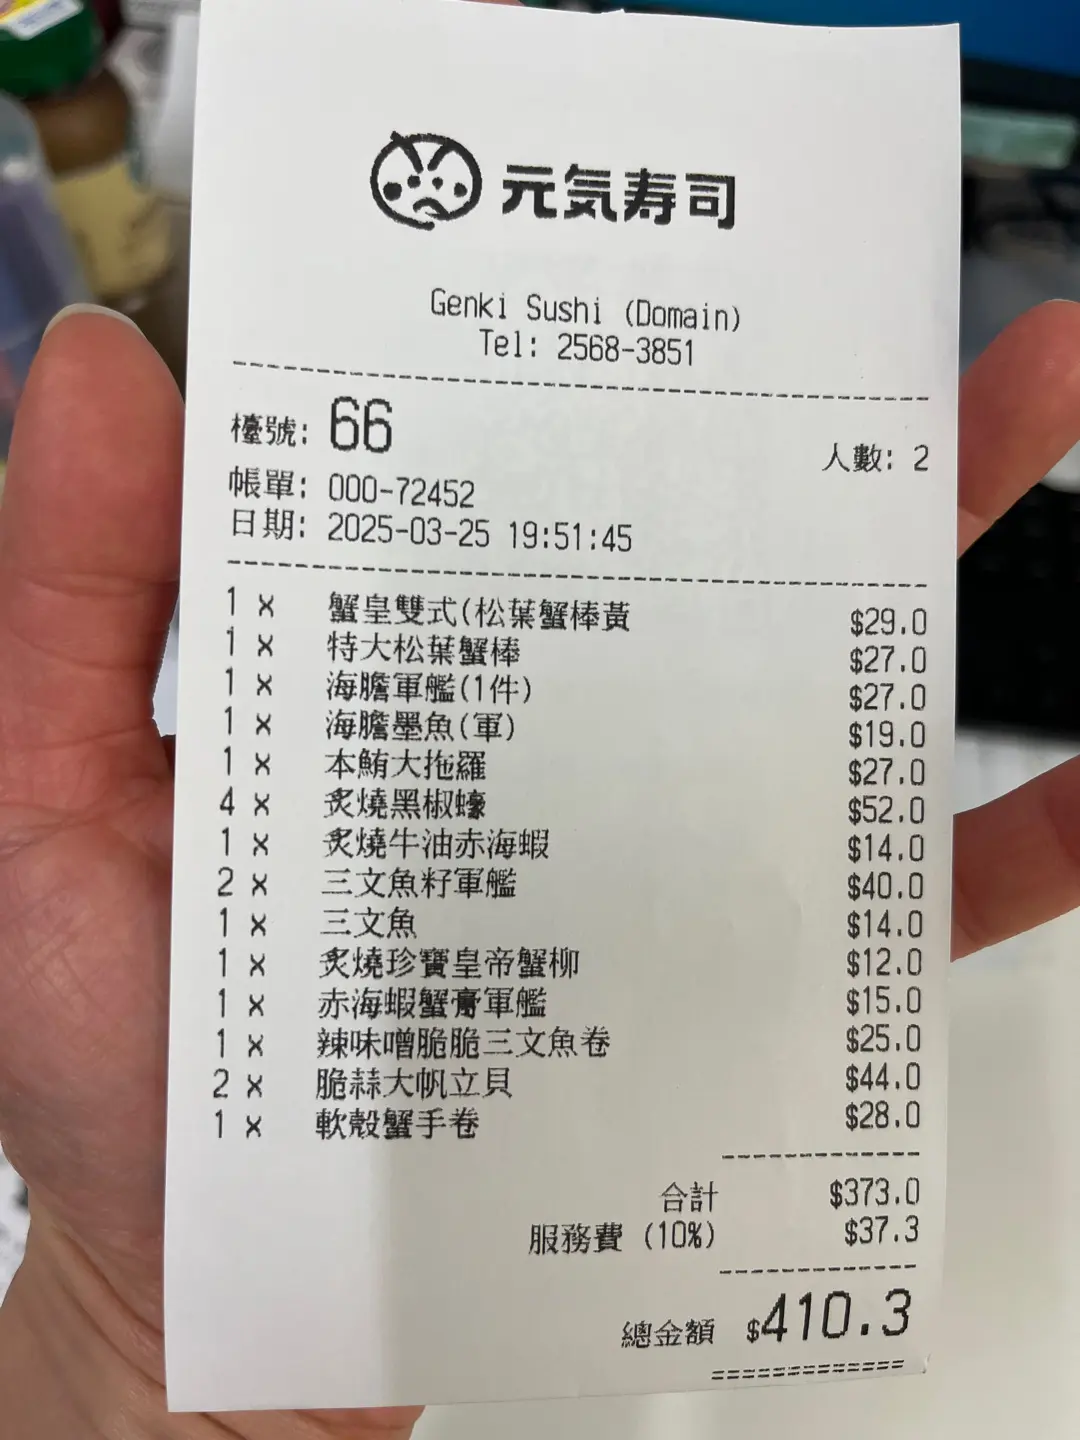 元気寿司
Genki Sushi (Domain)
Tel: 2568-3851
檯號: 66 人數: 2
帳單: 000-72452
日期: 2025-03-25 19:51:45
1 x 蟹皇雙式(松葉蟹棒黃 $29.0
1 x 特大松葉蟹棒 $27.0
1 x 海膽軍艦(1件) $27.0
1 x 海膽墨魚(軍) $19.0
1 x 本鮪大拖羅 $27.0
4 x 炙燒黑椒蠔 $52.0
1 x 炙燒牛油赤海蝦 $14.0
2 x 三文魚籽軍艦 $40.0
1 x 三文魚 $14.0
1 x 炙燒珍寶皇帝蟹柳 $12.0
1 x 赤海蝦蟹膏軍艦 $15.0
1 x 辣味噌脆脆三文魚卷 $25.0
2 x 脆蒜大帆立貝 $44.0
1 x 軟殼蟹手卷 $28.0
合計 $373.0
服務費 (10%) $37.3
總金額 $410.3